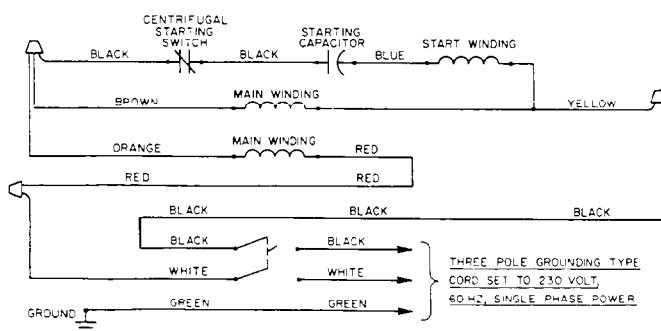 CENTRIFUGAL
STARTING
SWITCH
STARTING
CAPACITOR
BLACK
BLACK
BLUE
START WINDING
BROWN
MAIN WINDING
YELLOW
ORANGE
MAIN WINDING
RED
RED
RED
BLACK
BLACK
BLACK
BLACK
BLACK
WHITE
WHITE
GROUND
GREEN
GREEN
THREE POLE GROUNDING TYPE
CORD SET TO 230 VOLT,
60 HZ, SINGLE PHASE POWER